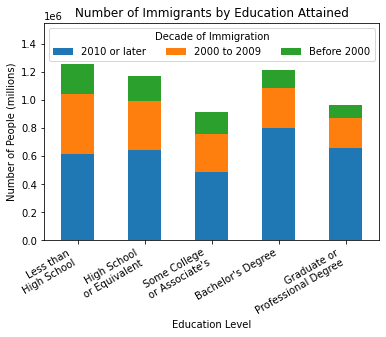 Number of Immigrants by Education Attained
1e6
Decade of Immigration
2010 or later 2000 to 2009 Before 2000
1.4
1.2
1.0
0.8
0.6
0.4
0.2
0.0
Number of People (millions)
Less than
High School
High School
or Equivalent
Some College
or Associate's
Bachelor's Degree
Graduate or
Professional Degree
Education Level